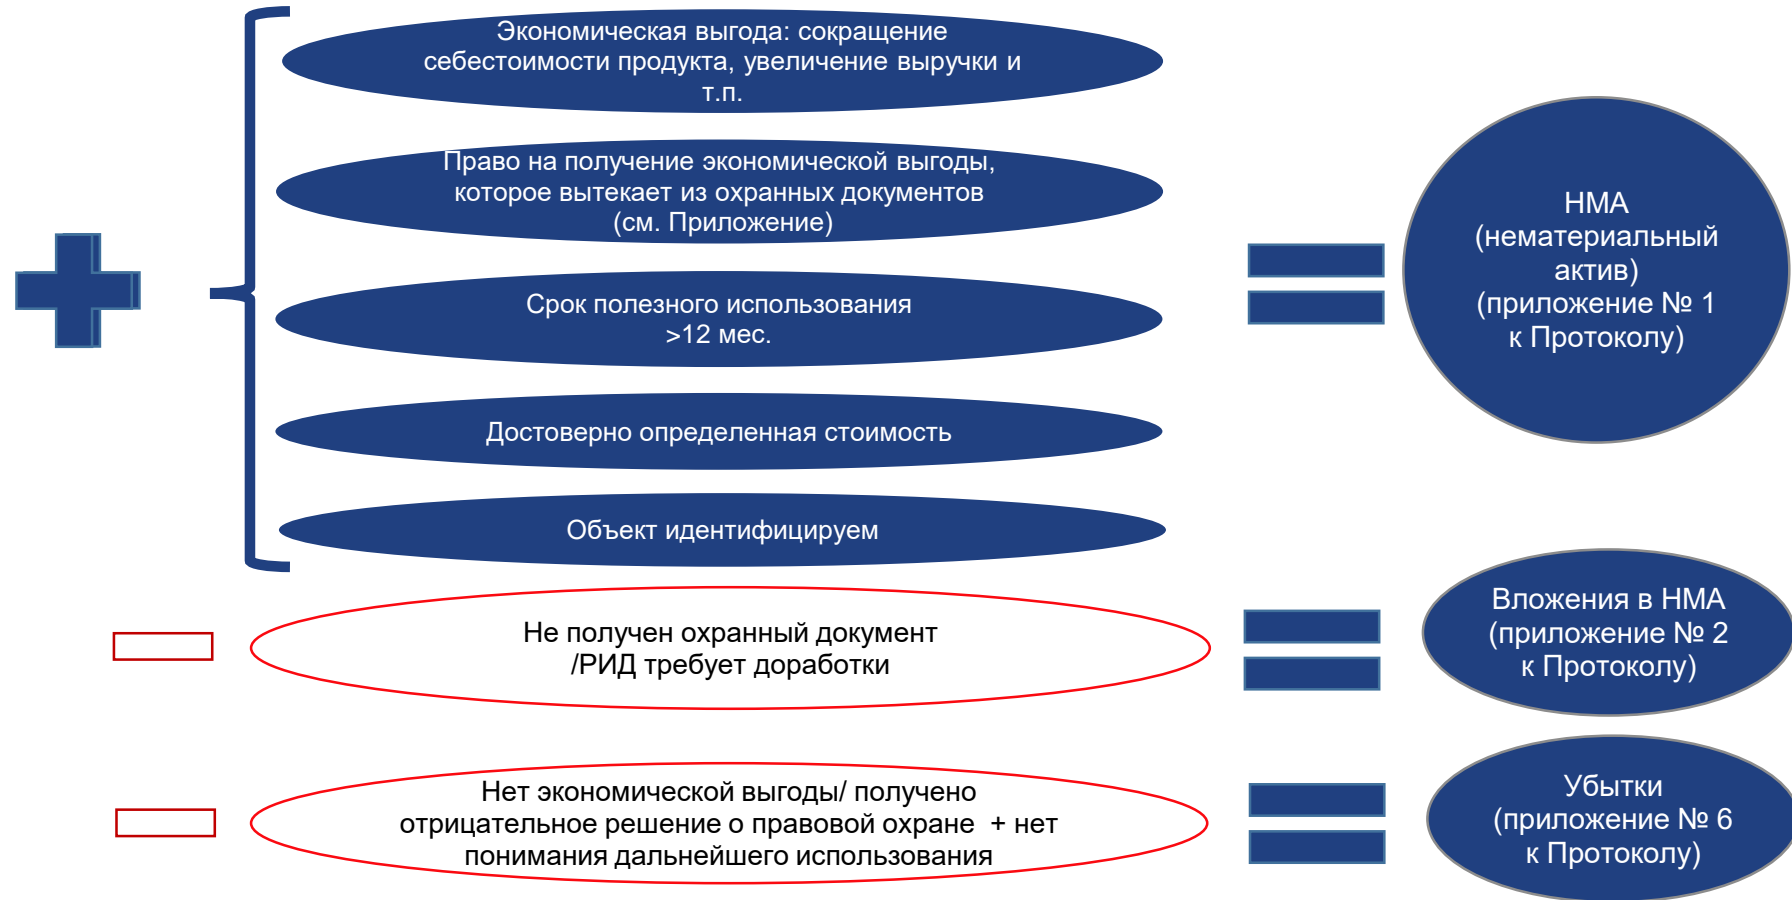 Экономическая выгода: сокращение
себестоимости продукта, увеличение выручки и
т.п.
Право на получение экономической выгоды,
которое вытекает из охранных документов
(см. Приложение)
Срок полезного использования
>12 мес.
Достоверно определенная стоимость
Объект идентифицируем
НМА
(нематериальный
актив)
(приложение № 1
к Протоколу)
Не получен охранный документ
/РИД требует доработки
Вложения в НМА
(приложение № 2
к Протоколу)
Нет экономической выгоды/ получено
отрицательное решение о правовой охране + нет
понимания дальнейшего использования
Убытки
(приложение № 6
к Протоколу)